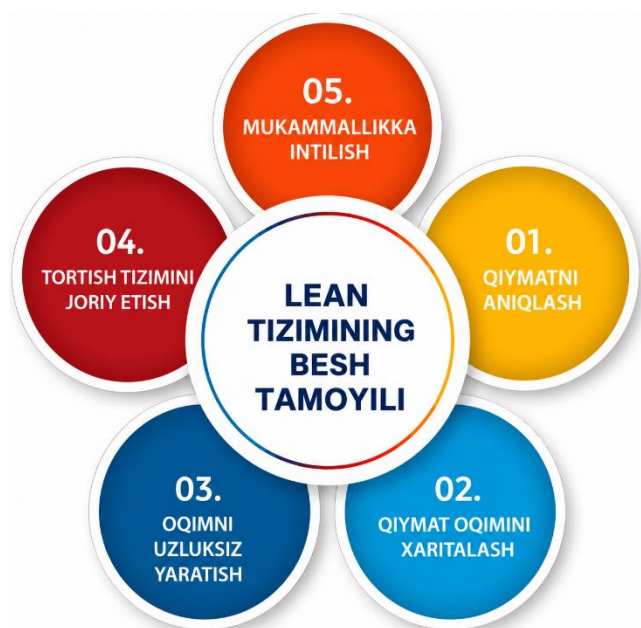 LEAN
TIZIMINING
BESH
TAMOYILI
01.
QIYMATNI
ANIQLASH
02.
QIYMAT OQIMINI
XARITALASH
03.
OQIMNI
UZLUKSIZ
YARATISH
04.
TORTISH TIZIMINI
JORIY ETISH
05.
MUKAMMALLIKKA
INTILISH